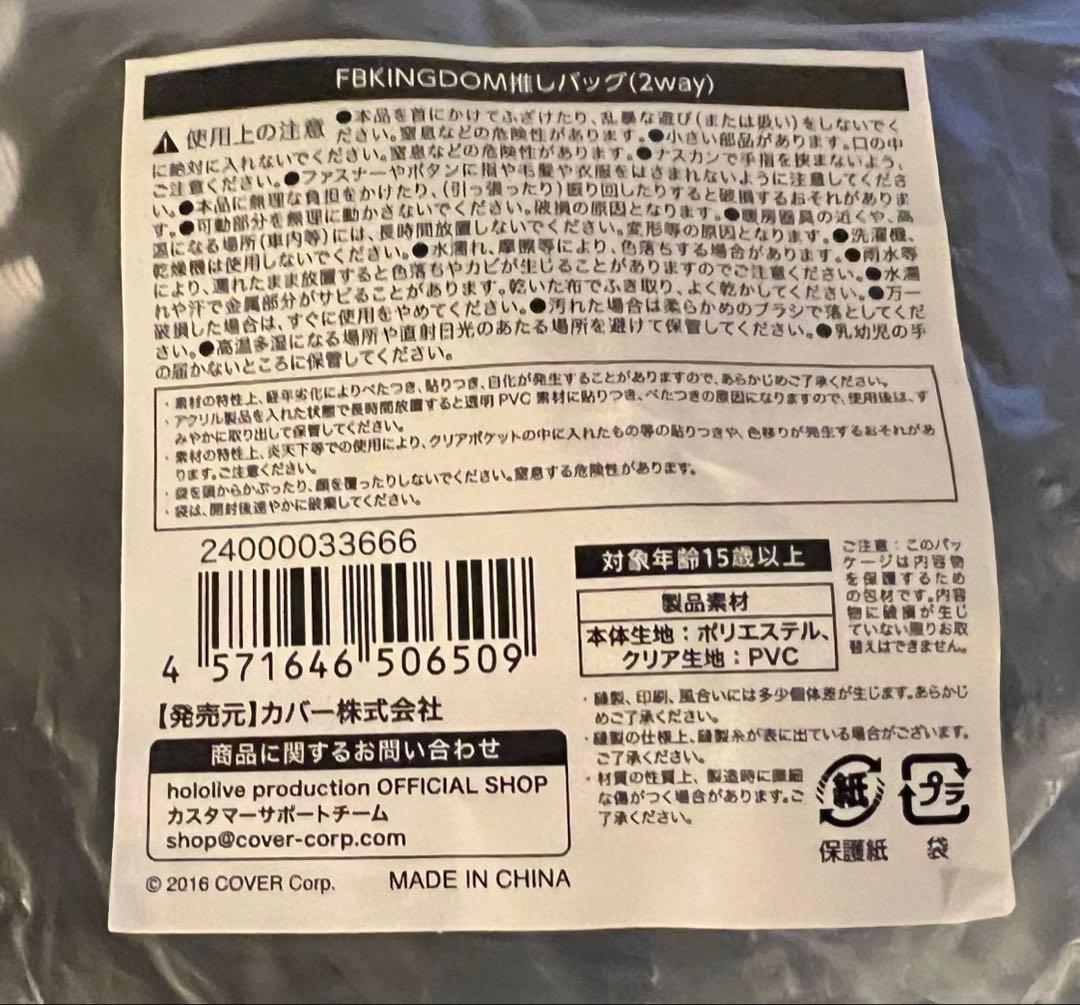 FBKINGDOM推しバッグ(2way)
⚠使用上の注意 ●本品を首にかけてふざけたり、乱暴な遊び(または扱い)をしないでく
ださい。窒息などの危険性があります。●小さい部品があります。口の中
に絶対に入れないでください。窒息などの危険性があります。●ナスカンで手指を挟まないよう、
ご注意ください。●ファスナーやボタンに指や毛髪や衣服をはさまれないように注意してくださ
い。●本品に無理な負担をかけたり、(引っ張ったり)振り回したりすると破損するおそれがありま
す。●可動部分を無理に動かさないでください。破損の原因となります。●暖房器具の近くや、高
温になる場所(車内等)には、長時間放置しないでください。変形等の原因となります。●洗濯機、
乾燥機は使用しないでください。●水濡れ、摩擦等により、色落ちする場合があります。●雨水等
により、濡れたまま放置すると色落ちやカビが生じることがありますのでご注意ください。●水濡
れや汗で金属部分がサビることがあります。乾いた布でふき取り、よく乾かしてください。●万一
破損した場合は、すぐに使用をやめてください。●汚れた場合は柔らかめのブラシで落としてくだ
さい。●高温多湿になる場所や直射日光のあたる場所を避けて保管してください。●乳幼児の手
の届かないところに保管してください。
・素材の特性上、経年劣化によりべたつき、貼りつき、白化が発生することがありますので、あらかじめご了承ください。
・アクリル製品を入れた状態で長時間放置すると透明PVC素材に貼りつき、べたつきの原因になりますので、使用後は、す
みやかに取り出して保管してください。
・素材の特性上、炎天下等での使用により、クリアポケットの中に入れたもの等の貼りつきや、色移りが発生するおそれがあ
ります。ご注意ください。
・袋を頭からかぶったり、顔を覆ったりしないでください。窒息する危険性があります。
・袋は、開封後速やかに破棄してください。
24000033666
4 571646 506509
【発売元】カバー株式会社
商品に関するお問い合わせ
hololive production OFFICIAL SHOP
カスタマーサポートチーム
shop@cover-corp.com
© 2016 COVER Corp. MADE IN CHINA
対象年齢15歳以上
製品素材
本体生地：ポリエステル、
クリア生地：PVC
ご注意：このパッ
ケージは内容物
を保護するため
の包材です。内容
物に破損が生じ
ていない限りお取
替えはできません。
・縫製、印刷、風合いには多少個体差が生じます。あらかじ
めご了承ください。
・縫製の仕様上、縫製糸が表に出ている場合がございます。
ご了承ください。
・材質の性質上、製造時に微細
な傷がつく場合があります。ご
了承ください。
紙
保護紙
プラ
袋